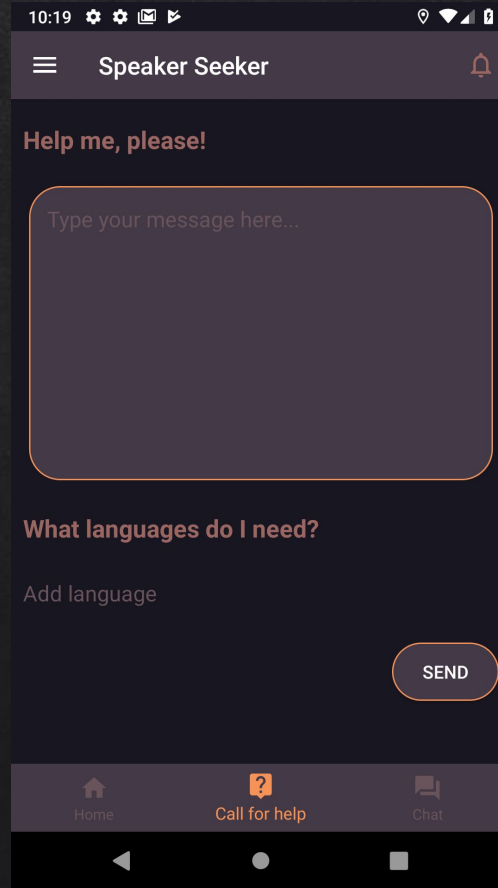 10:19
Speaker Seeker
Help me, please!
Type your message here...
What languages do I need?
Add language
SEND
Home
Call for help
Chat